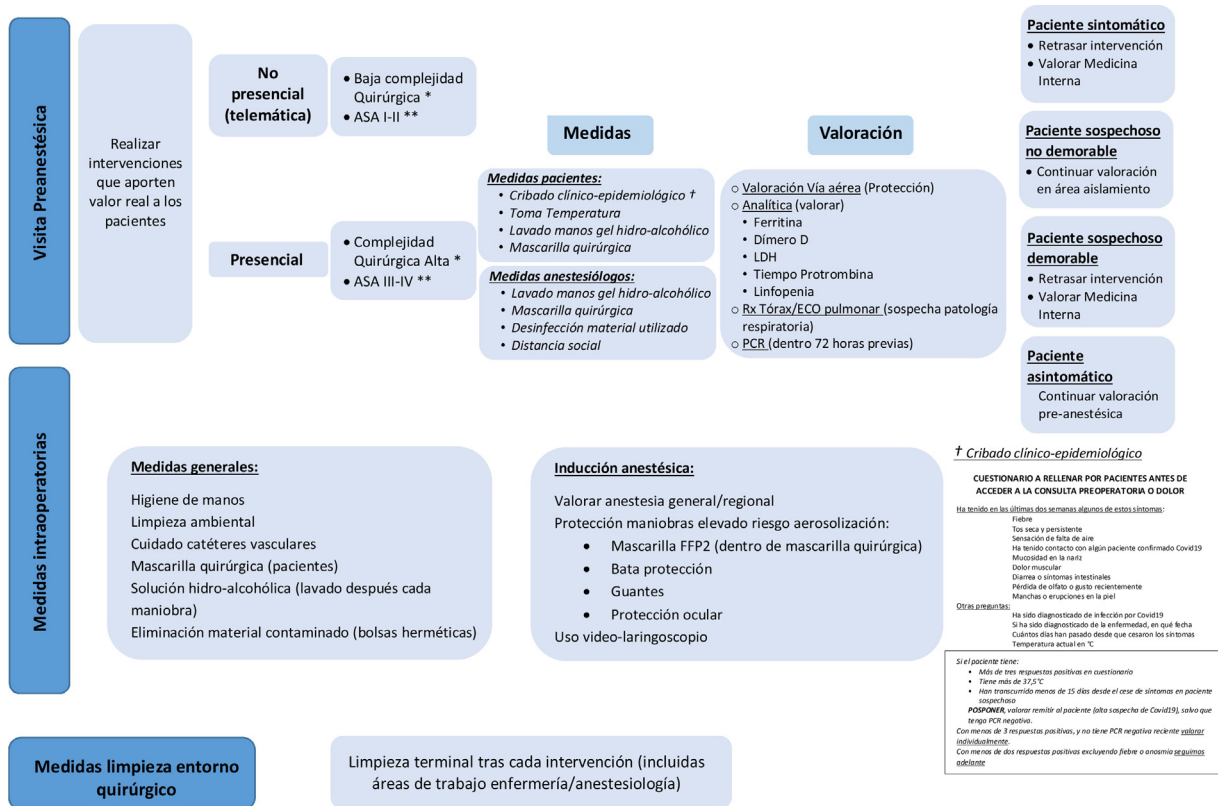 Visita Preanestésica
Realizar
intervenciones
que aporten
valor real a los
pacientes
No
presencial
(telemática)
• Baja complejidad
Quirúrgica *
• ASA I-II **
Presencial
• Complejidad
Quirúrgica Alta *
• ASA III-IV **
Medidas
Medidas pacientes:
• Cribado clínico-epidemiológico †
• Toma Temperatura
• Lavado manos gel hidro-alcohólico
• Mascarilla quirúrgica
Medidas anestesiólogos:
• Lavado manos gel hidro-alcohólico
• Mascarilla quirúrgica
• Desinfección material utilizado
• Distancia social
Valoración
o Valoración Vía aérea (Protección)
o Analítica (valorar)
• Ferritina
• Dímero D
• LDH
• Tiempo Protrombina
• Linfopenia
o Rx Tórax/ECO pulmonar (sospecha patología
respiratoria)
o PCR (dentro 72 horas previas)
Paciente sintomático
• Retrasar intervención
• Valorar Medicina
Interna
Paciente sospechoso
no demorable
• Continuar valoración
en área aislamiento
Paciente sospechoso
demorable
• Retrasar intervención
• Valorar Medicina
Interna
Paciente
asintomático
Continuar valoración
pre-anestésica
Medidas intraoperatorias
Medidas generales:
Higiene de manos
Limpieza ambiental
Cuidado catéteres vasculares
Mascarilla quirúrgica (pacientes)
Solución hidro-alcohólica (lavado después cada
maniobra)
Eliminación material contaminado (bolsas herméticas)
Inducción anestésica:
Valorar anestesia general/regional
Protección maniobras elevado riesgo aerosolización:
• Mascarilla FFP2 (dentro de mascarilla quirúrgica)
• Bata protección
• Guantes
• Protección ocular
Uso video-laringoscopio
† Cribado clínico-epidemiológico
CUESTIONARIO A RELLENAR POR PACIENTES ANTES DE
ACCEDER A LA CONSULTA PREOPERATORIA O DOLOR
Ha tenido en las últimas dos semanas algunos de estos síntomas:
Fiebre
Tos seca y persistente
Sensación de falta de aire
Ha tenido contacto con algún paciente confirmado Covid19
Mucosidad en la nariz
Dolor muscular
Diarrea o síntomas intestinales
Pérdida de olfato o gusto recientemente
Manchas o erupciones en la piel
Otras preguntas:
Ha sido diagnosticado de infección por Covid19
Si ha sido diagnosticado de la enfermedad, en qué fecha
Cuántos días han pasado desde que cesaron los síntomas
Temperatura actual en °C
Si el paciente tiene:
• Más de tres respuestas positivas en cuestionario
• Tiene más de 37,5°C
• Han transcurrido menos de 15 días desde el cese de síntomas en paciente
sospechoso
POSPONER, valorar remitir al paciente (alta sospecha de Covid19), salvo que
tenga PCR negativa.
Con menos de 3 respuestas positivas, y no tiene PCR negativa reciente valorar
individualmente.
Con menos de dos respuestas positivas excluyendo fiebre o anosmia seguimos
adelante
Medidas limpieza entorno
quirúrgico
Limpieza terminal tras cada intervención (incluidas
áreas de trabajo enfermería/anestesiología)